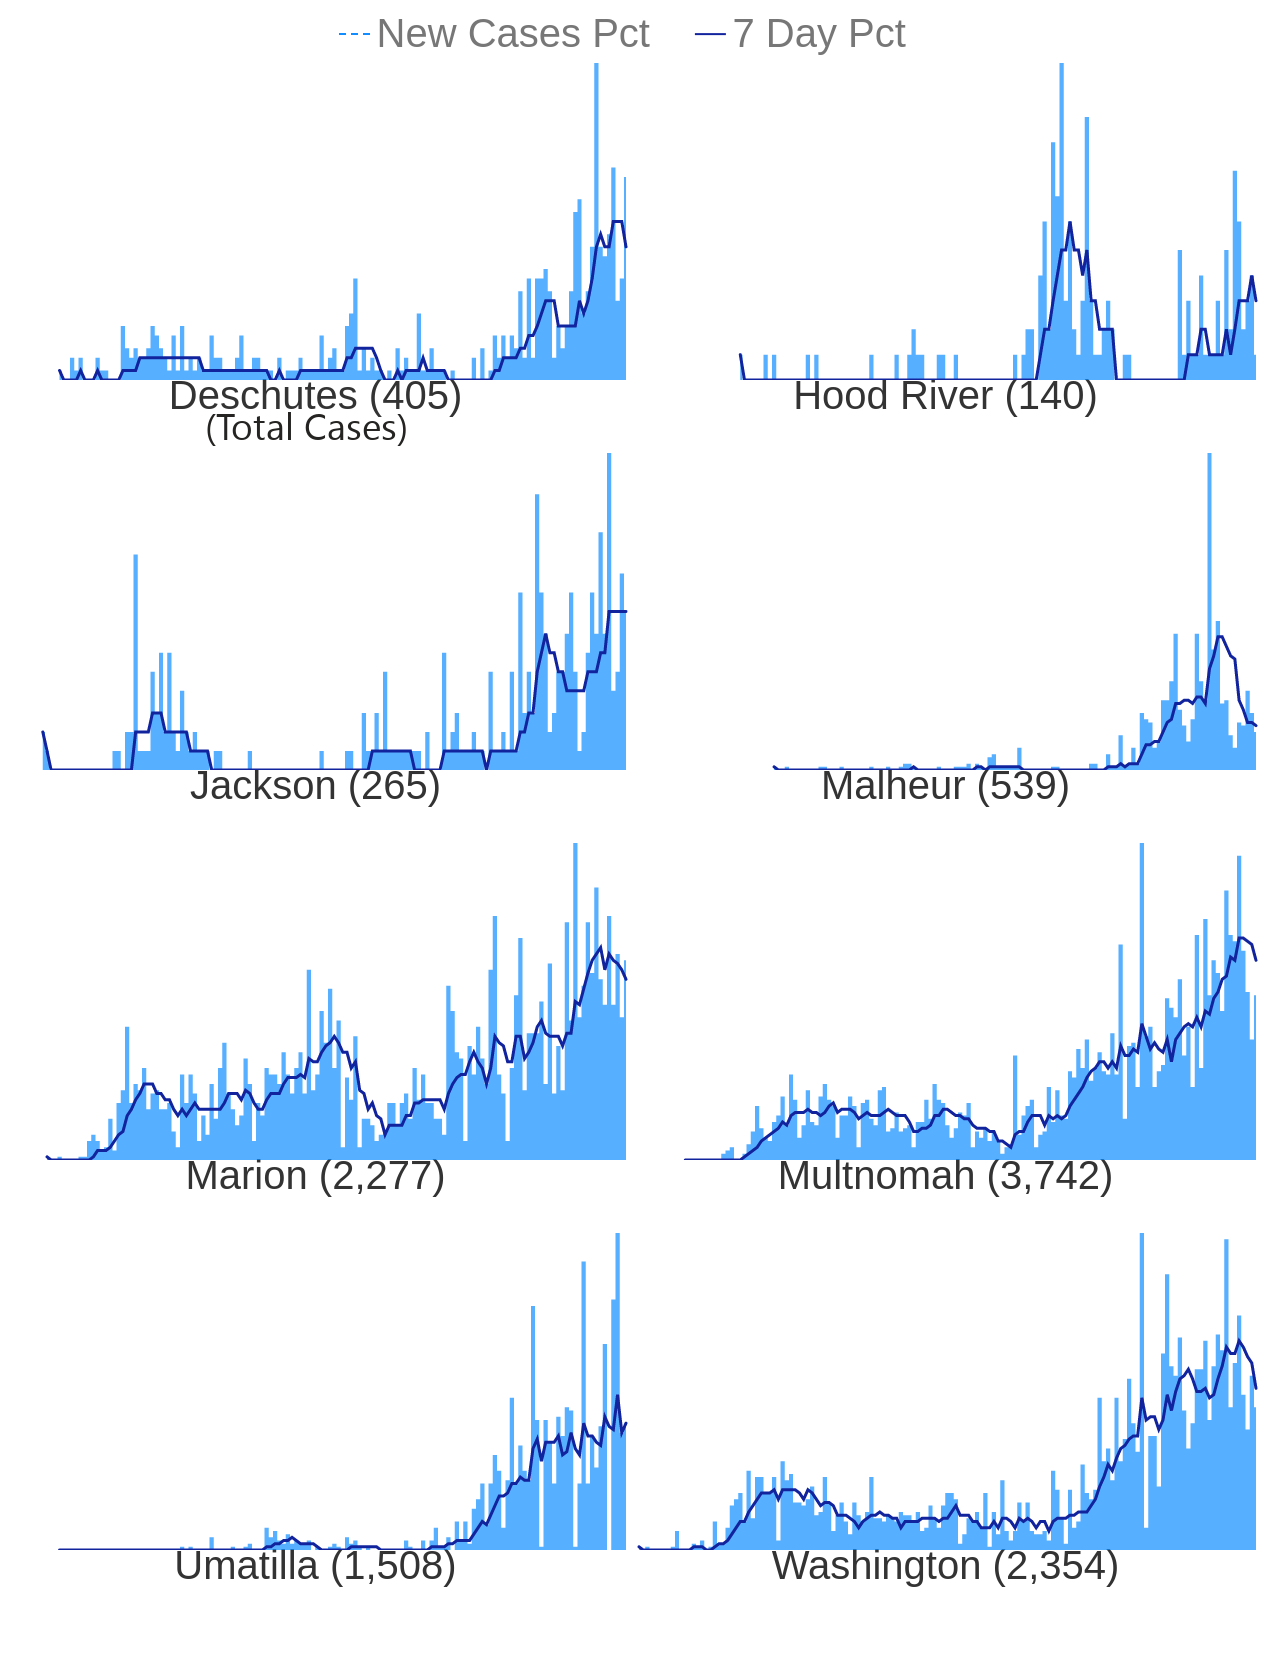 New Cases Pct 7 Day Pct
Deschutes (405) Hood River (140)
(Total Cases)
Jackson (265) Malheur (539)
Marion (2,277) Multnomah (3,742)
Umatilla (1,508) Washington (2,354)